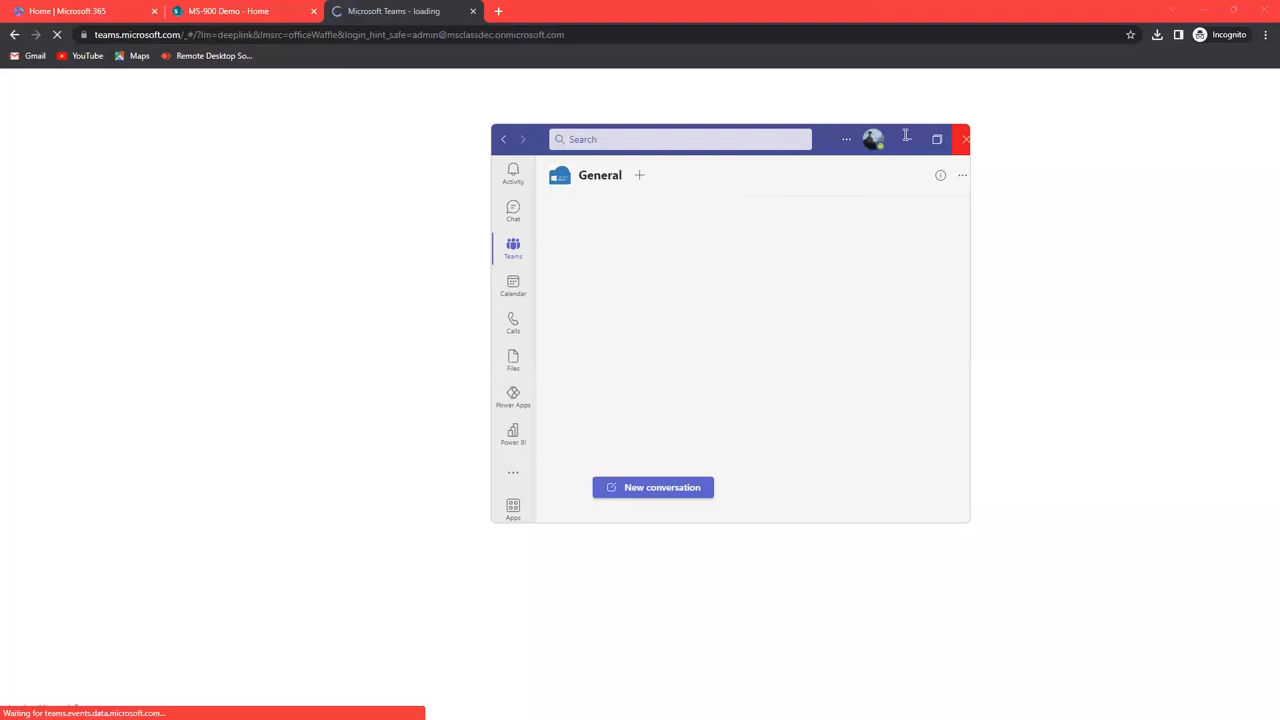 Home | Microsoft 365
MS-900 Demo - Home
Microsoft Teams - loading
teams.microsoft.com/_#/?lm=deeplink&lmsrc=officeWaffle&login_hint_safe=admin@msclassdec.onmicrosoft.com
Incognito
Gmail
YouTube
Maps
Remote Desktop So...
Search
General
Activity
Chat
Teams
Calendar
Calls
Files
Power Apps
Power BI
New conversation
Apps
Waiting for teams.events.data.microsoft.com...